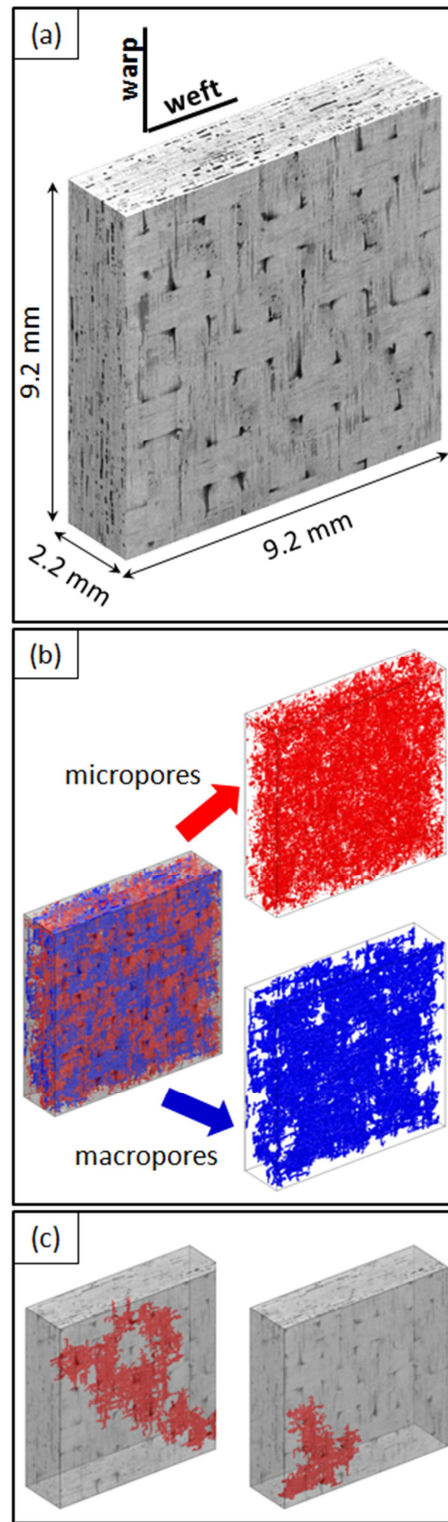 (a)
warp
weft
9.2 mm
2.2 mm
9.2 mm
(b)
micropores
macropores
(c)